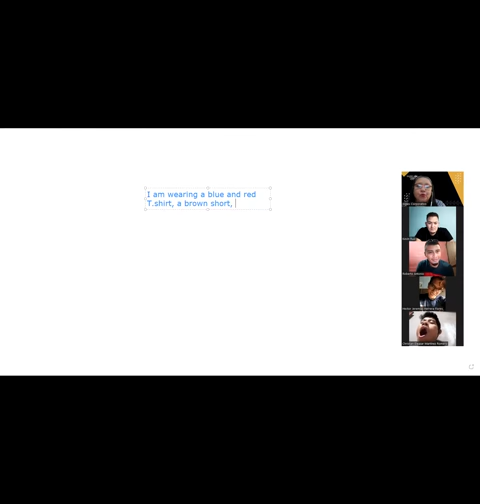 I am wearing a blue and red
T.shirt, a brown short,